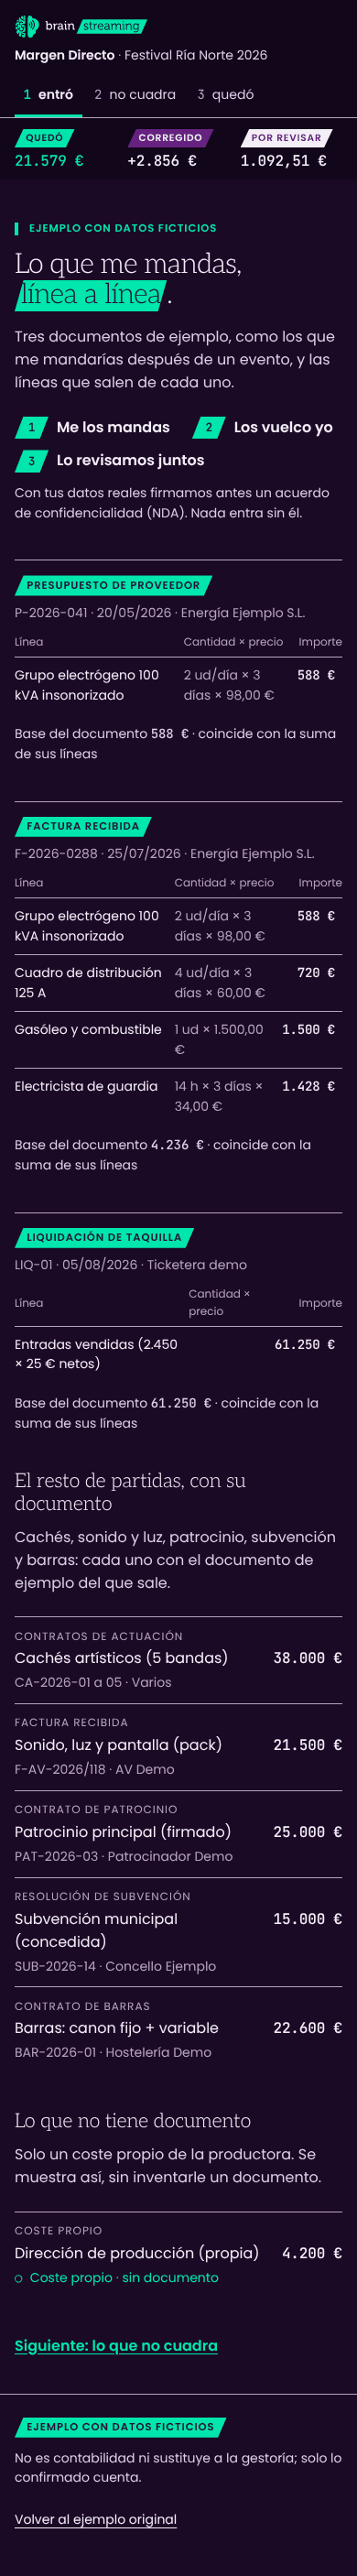 brain streaming
Margen Directo · Festival Ría Norte 2026
1 entró 2 no cuadra 3 quedó
QUEDÓ CORREGIDO POR REVISAR
21.579 € +2.856 € 1.092,51 €
EJEMPLO CON DATOS FICTICIOS
Lo que me mandas,
línea a línea.
Tres documentos de ejemplo, como los que
me mandarías después de un evento, y las
líneas que salen de cada uno.
1 Me los mandas 2 Los vuelco yo
3 Lo revisamos juntos
Con tus datos reales firmamos antes un acuerdo
de confidencialidad (NDA). Nada entra sin él.
PRESUPUESTO DE PROVEEDOR
P-2026-041 · 20/05/2026 · Energía Ejemplo S.L.
Línea Cantidad × precio Importe
Grupo electrógeno 100 2 ud/día × 3 588 €
kVA insonorizado días × 98,00 €
Base del documento 588 € · coincide con la suma
de sus líneas
FACTURA RECIBIDA
F-2026-0288 · 25/07/2026 · Energía Ejemplo S.L.
Línea Cantidad × precio Importe
Grupo electrógeno 100 2 ud/día × 3 588 €
kVA insonorizado días × 98,00 €
Cuadro de distribución 4 ud/día × 3 720 €
125 A días × 60,00 €
Gasóleo y combustible 1 ud × 1.500,00 1.500 €
€
Electricista de guardia 14 h × 3 días × 1.428 €
34,00 €
Base del documento 4.236 € · coincide con la
suma de sus líneas
LIQUIDACIÓN DE TAQUILLA
LIQ-01 · 05/08/2026 · Ticketera demo
Línea Cantidad × Importe
precio
Entradas vendidas (2.450 61.250 €
× 25 € netos)
Base del documento 61.250 € · coincide con la
suma de sus líneas
El resto de partidas, con su
documento
Cachés, sonido y luz, patrocinio, subvención
y barras: cada uno con el documento de
ejemplo del que sale.
CONTRATOS DE ACTUACIÓN
Cachés artísticos (5 bandas) 38.000 €
CA-2026-01 a 05 · Varios
FACTURA RECIBIDA
Sonido, luz y pantalla (pack) 21.500 €
F-AV-2026/118 · AV Demo
CONTRATO DE PATROCINIO
Patrocinio principal (firmado) 25.000 €
PAT-2026-03 · Patrocinador Demo
RESOLUCIÓN DE SUBVENCIÓN
Subvención municipal 15.000 €
(concedida)
SUB-2026-14 · Concello Ejemplo
CONTRATO DE BARRAS
Barras: canon fijo + variable 22.600 €
BAR-2026-01 · Hostelería Demo
Lo que no tiene documento
Solo un coste propio de la productora. Se
muestra así, sin inventarle un documento.
COSTE PROPIO
Dirección de producción (propia) 4.200 €
○ Coste propio · sin documento
Siguiente: lo que no cuadra
EJEMPLO CON DATOS FICTICIOS
No es contabilidad ni sustituye a la gestoría; solo lo
confirmado cuenta.
Volver al ejemplo original